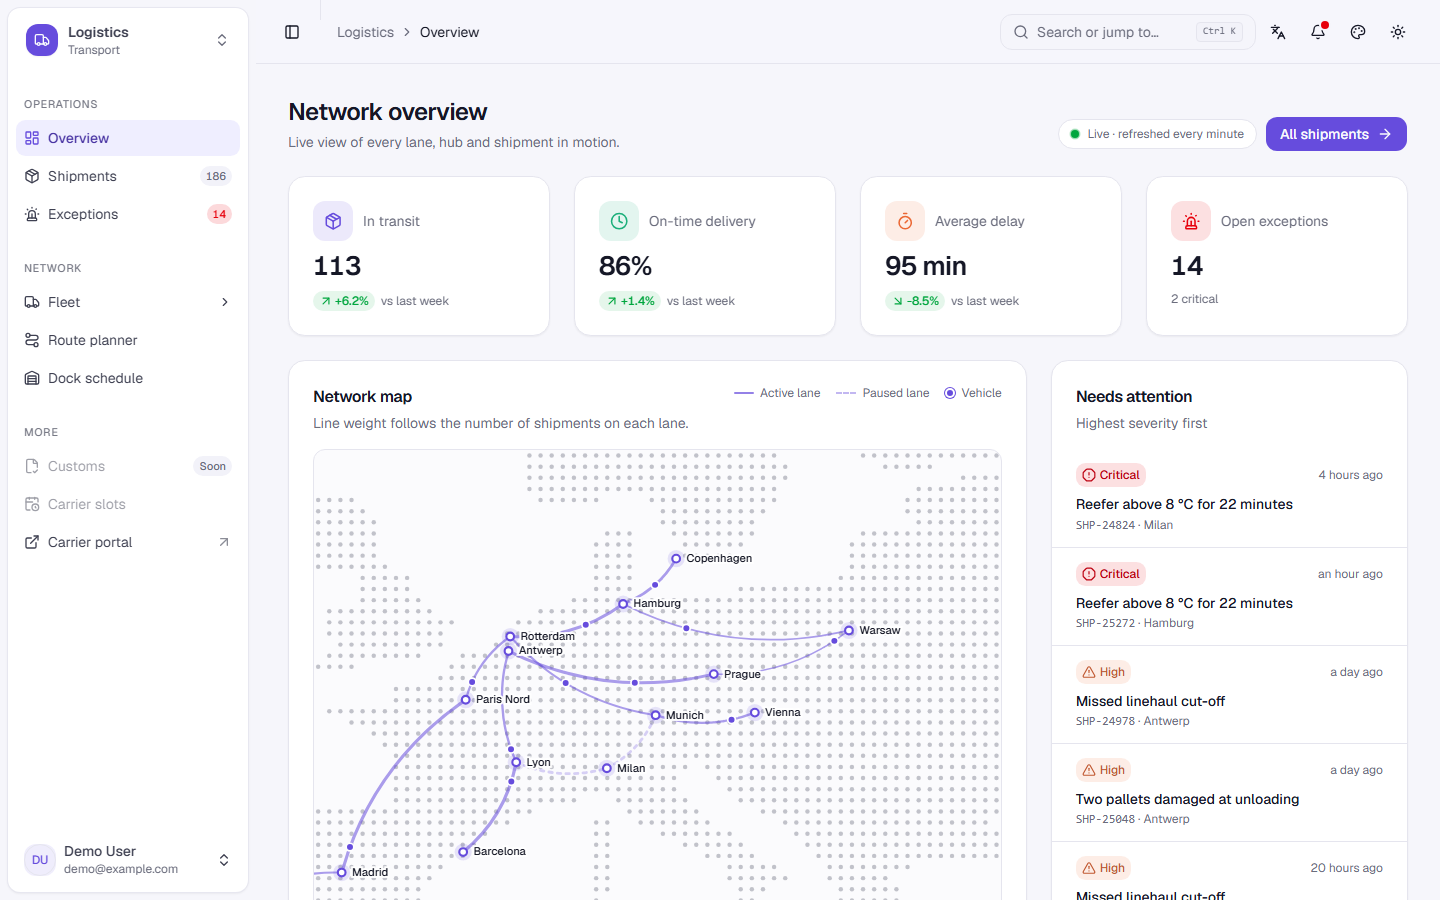 Logistics
Transport
OPERATIONS
Overview
Shipments 186
Exceptions 14
NETWORK
Fleet
Route planner
Dock schedule
MORE
Customs Soon
Carrier slots
Carrier portal
DU Demo User
demo@example.com
Logistics Overview
Search or jump to... Ctrl K
Network overview
Live view of every lane, hub and shipment in motion.
Live · refreshed every minute
All shipments
In transit
113
+6.2% vs last week
On-time delivery
86%
+1.4% vs last week
Average delay
95 min
-8.5% vs last week
Open exceptions
14
2 critical
Network map
Active lane Paused lane Vehicle
Line weight follows the number of shipments on each lane.
Copenhagen
Hamburg
Warsaw
Rotterdam
Antwerp
Prague
Paris Nord
Munich
Vienna
Lyon
Milan
Barcelona
Madrid
Needs attention
Highest severity first
Critical 4 hours ago
Reefer above 8 °C for 22 minutes
SHP-24824 · Milan
Critical an hour ago
Reefer above 8 °C for 22 minutes
SHP-25272 · Hamburg
High a day ago
Missed linehaul cut-off
SHP-24978 · Antwerp
High a day ago
Two pallets damaged at unloading
SHP-25048 · Antwerp
High 20 hours ago
Missed linehaul cut-off